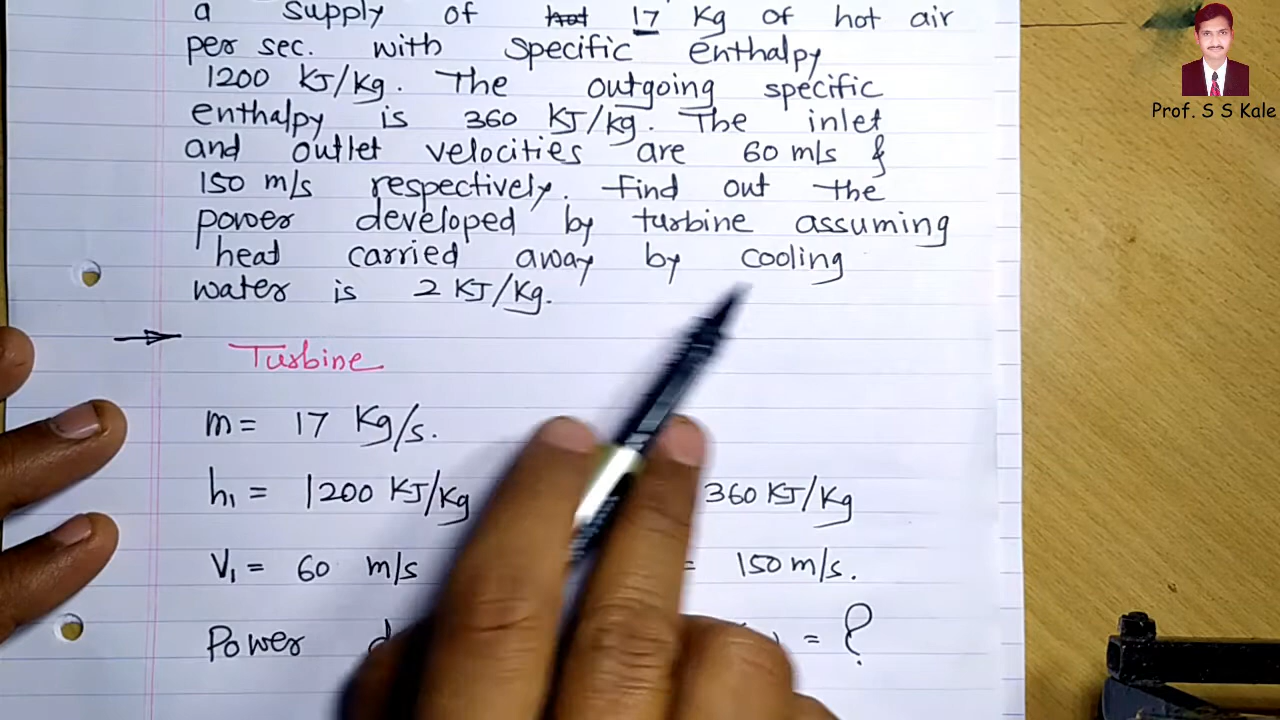 a supply of hot 17 Kg of hot air
per sec. with specific enthalpy
1200 KJ/Kg. The outgoing specific
enthalpy is 360 KJ/kg. The inlet
and outlet velocities are 60 m/s &
150 m/s respectively. Find out the
power developed by turbine assuming
heat carried away by cooling
water is 2 KJ/Kg.
Turbine
m = 17 Kg/s.
h1 = 1200 KJ/Kg 360 KJ/Kg
V1 = 60 m/s = 150 m/s.
Power = ?
Prof. S S Kale